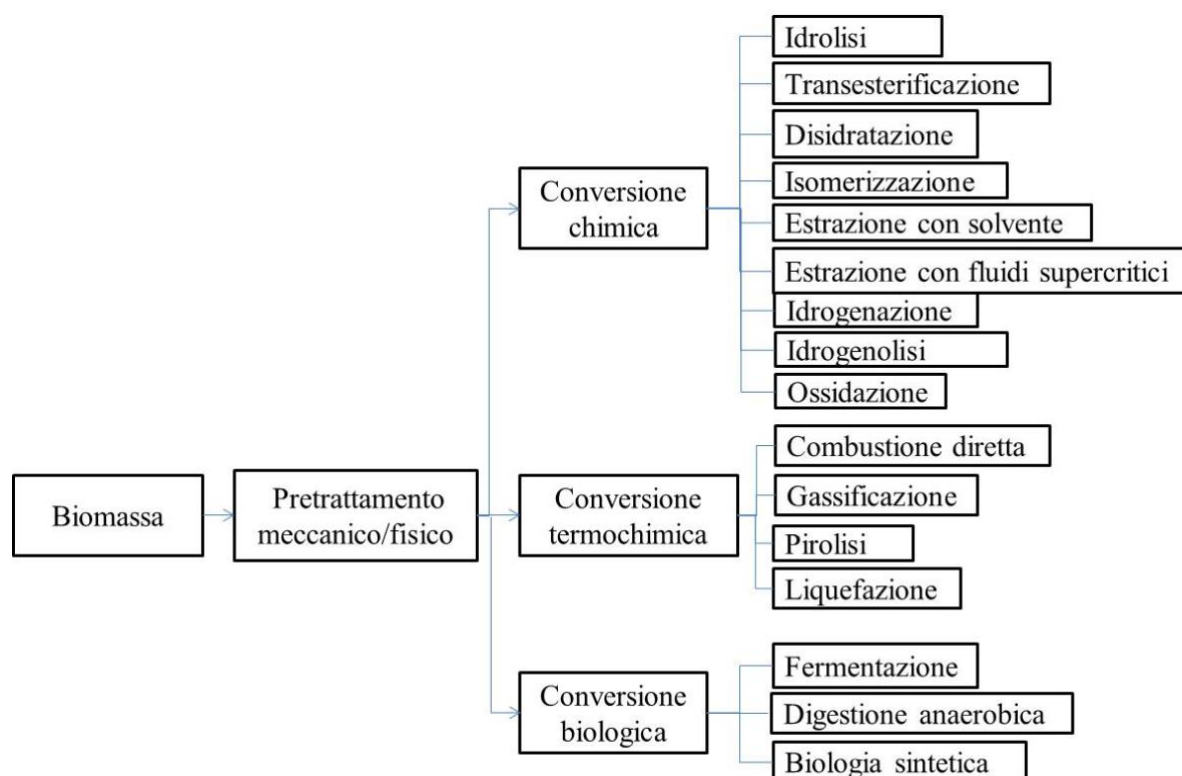 Biomassa
Pretrattamento
meccanico/fisico
Conversione
chimica
Idrolisi
Transesterificazione
Disidratazione
Isomerizzazione
Estrazione con solvente
Estrazione con fluidi supercritici
Idrogenazione
Idrogenolisi
Ossidazione
Conversione
termochimica
Combustione diretta
Gassificazione
Pirolisi
Liquefazione
Conversione
biologica
Fermentazione
Digestione anaerobica
Biologia sintetica